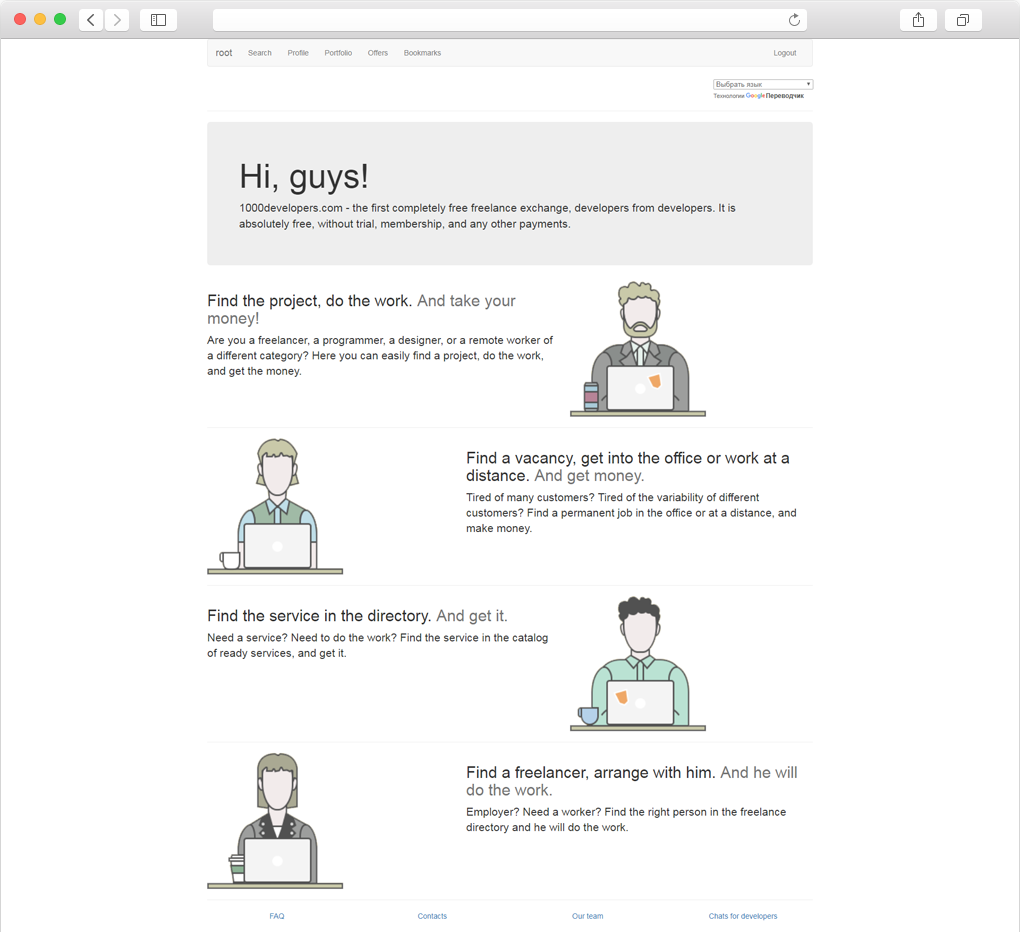 root Search Profile Portfolio Offers Bookmarks Logout
Выбрать язык
Технологии Google Переводчик
Hi, guys!
1000developers.com - the first completely free freelance exchange, developers from developers. It is
absolutely free, without trial, membership, and any other payments.
Find the project, do the work. And take your
money!
Are you a freelancer, a programmer, a designer, or a remote worker of
a different category? Here you can easily find a project, do the work,
and get the money.
Find a vacancy, get into the office or work at a
distance. And get money.
Tired of many customers? Tired of the variability of different
customers? Find a permanent job in the office or at a distance, and
make money.
Find the service in the directory. And get it.
Need a service? Need to do the work? Find the service in the catalog
of ready services, and get it.
Find a freelancer, arrange with him. And he will
do the work.
Employer? Need a worker? Find the right person in the freelance
directory and he will do the work.
FAQ Contacts Our team Chats for developers